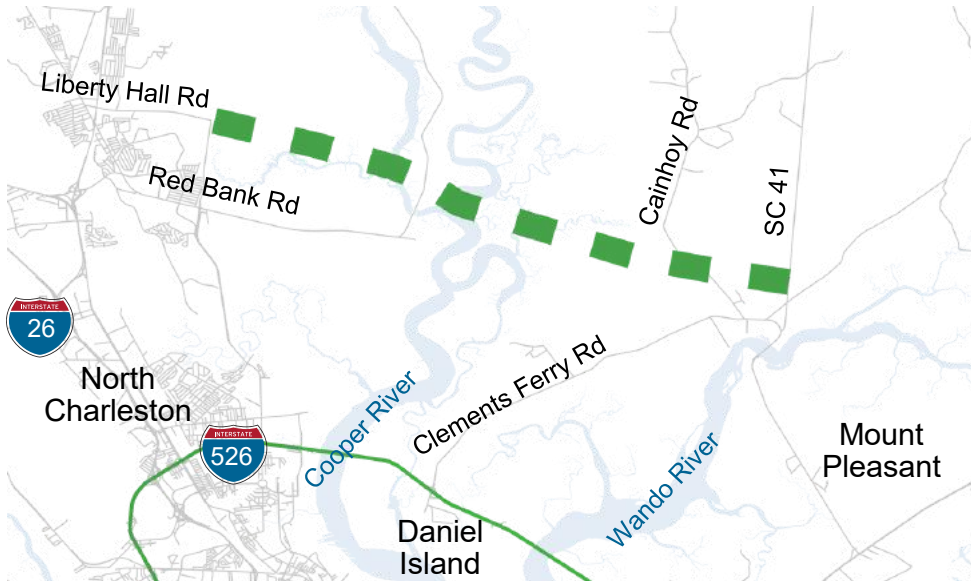 Liberty Hall Rd
Red Bank Rd
Cainhoy Rd
SC 41
INTERSTATE
26
North
Charleston
INTERSTATE
526
Cooper River
Clements Ferry Rd
Wando River
Mount
Pleasant
Daniel
Island